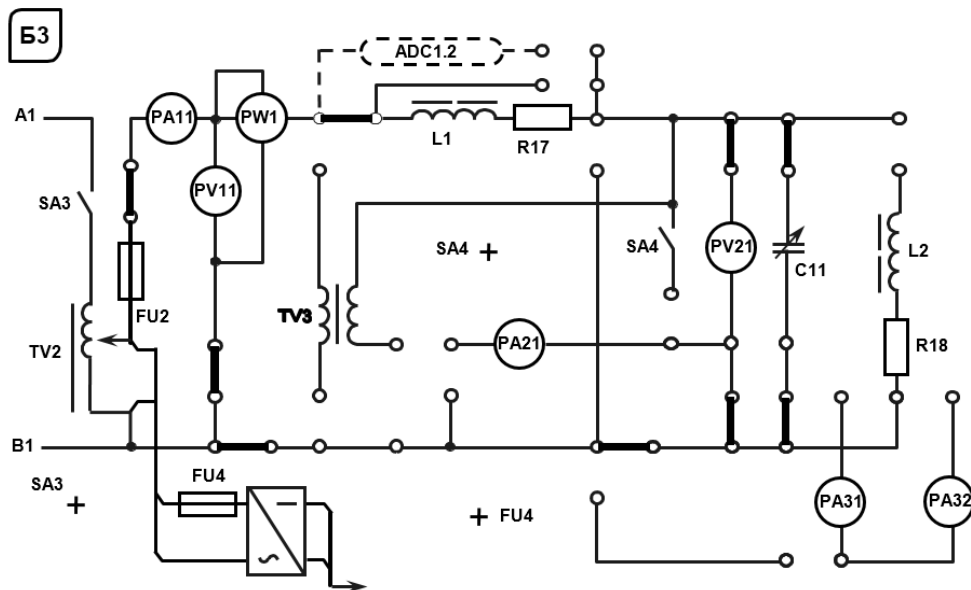 Б3
ADC1.2
A1
PA11
PW1
L1
R17
PV11
SA3
SA4
SA4
PV21
C11
L2
FU2
TV3
TV2
PA21
R18
B1
SA3
FU4
FU4
PA31
PA32